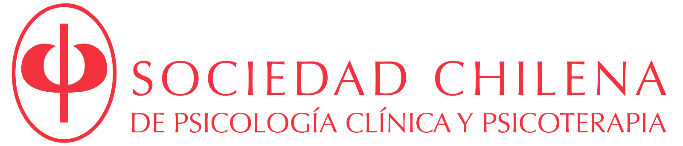 SOCIEDAD CHILENA
DE PSICOLOGÍA CLÍNICA Y PSICOTERAPIA